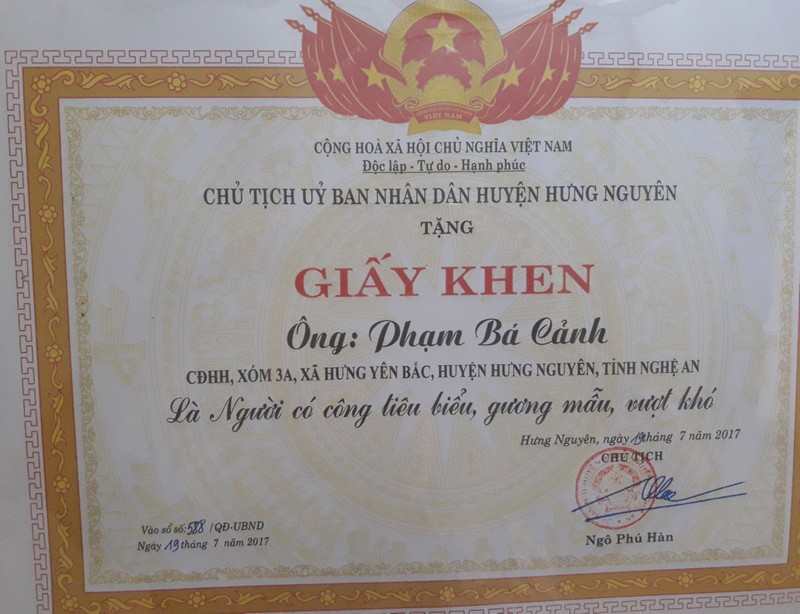 VIỆT NAM
CỘNG HOÀ XÃ HỘI CHỦ NGHĨA VIỆT NAM
Độc lập - Tự do - Hạnh phúc
CHỦ TỊCH UỶ BAN NHÂN DÂN HUYỆN HƯNG NGUYÊN
TẶNG
GIẤY KHEN
Ông: Phạm Bá Cảnh
CĐHH, XÓM 3A, XÃ HƯNG YÊN BẮC, HUYỆN HƯNG NGUYÊN, TỈNH NGHỆ AN
Là Người có công tiêu biểu, gương mẫu, vượt khó
Hưng Nguyên, ngày 19 tháng 7 năm 2017
CHỦ TỊCH
Vào sổ số: 588 /QĐ-UBND
Ngày 19 tháng 7 năm 2017
Ngô Phú Hàn